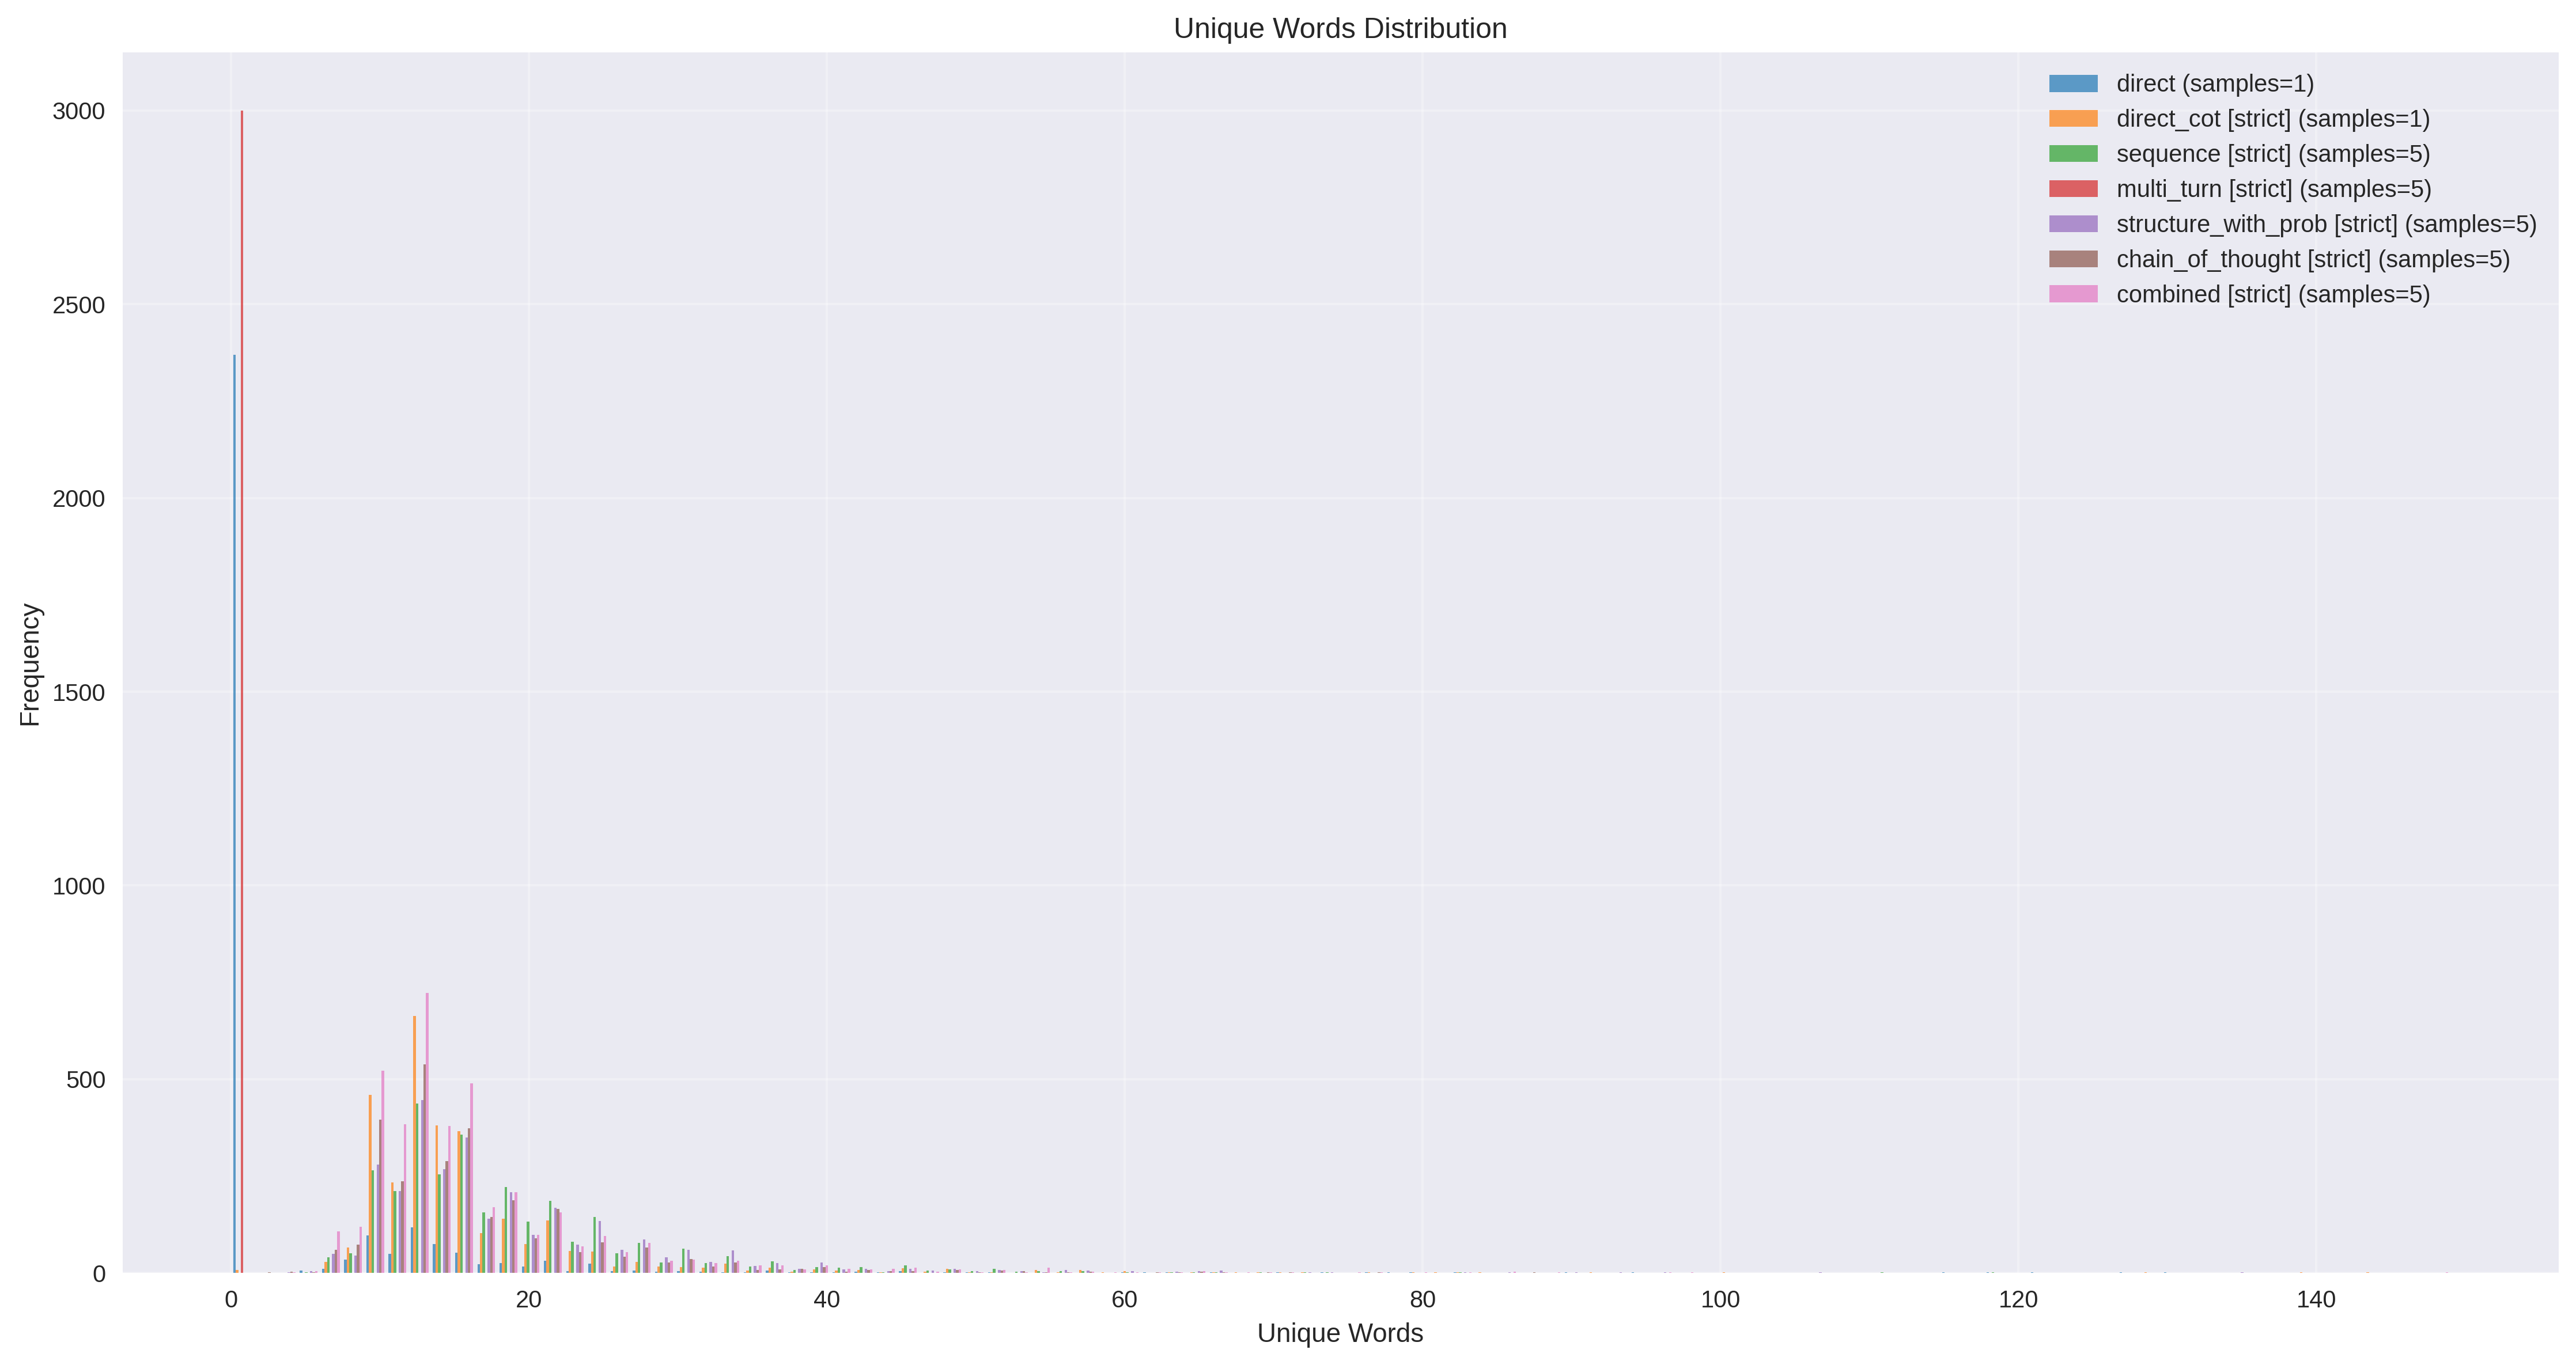 Unique Words Distribution
direct (samples=1)
direct_cot [strict] (samples=1)
sequence [strict] (samples=5)
multi_turn [strict] (samples=5)
structure_with_prob [strict] (samples=5)
chain_of_thought [strict] (samples=5)
combined [strict] (samples=5)
Frequency
3000
2500
2000
1500
1000
500
0
0 20 40 60 80 100 120 140
Unique Words